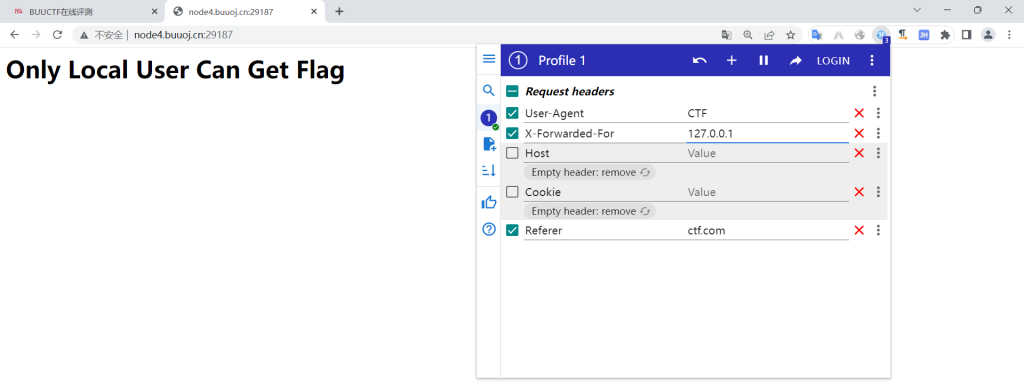 BUUCTF在线评测
node4.buuoj.cn:29187
不安全 | node4.buuoj.cn:29187
3
Only Local User Can Get Flag
1 Profile 1 LOGIN
Request headers
1
User-Agent CTF
X-Forwarded-For 127.0.0.1
Host Value
Empty header: remove
Cookie Value
Empty header: remove
Referer ctf.com